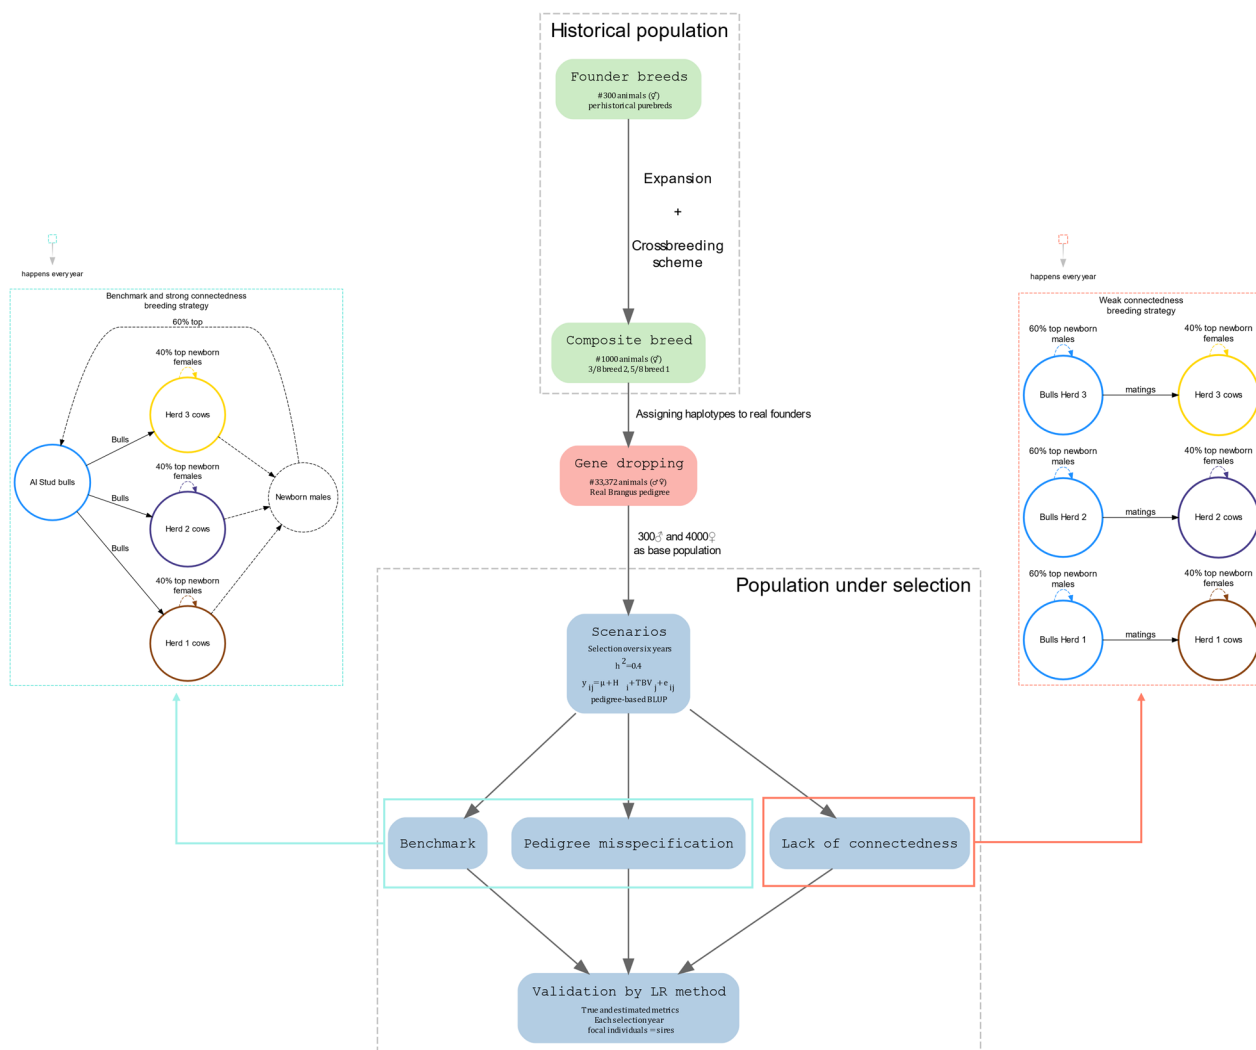 Historical population
Founder breeds
#300 animals (⚥)
per historical purebreds
Expansion
+
Crossbreeding
scheme
Composite breed
#1000 animals (⚥)
3/8 breed 2, 5/8 breed 1
Assigning haplotypes to real founders
Gene dropping
#33,372 animals (♂♀)
Real Brangus pedigree
300♂ and 4000♀
as base population
happens every year
Benchmark and strong connectedness
breeding strategy
60% top
40% top newborn
females
Herd 3 cows
Bulls
AI Stud bulls
40% top newborn
females
Bulls
Herd 2 cows
Newborn males
Bulls
40% top newborn
females
Herd 1 cows
happens every year
Weak connectedness
breeding strategy
60% top newborn
males
40% top newborn
females
Bulls Herd 3
matings
Herd 3 cows
60% top newborn
males
40% top newborn
females
Bulls Herd 2
matings
Herd 2 cows
60% top newborn
males
40% top newborn
females
Bulls Herd 1
matings
Herd 1 cows
Population under selection
Scenarios
Selection over six years
h²=0.4
y ij = μ + H i + TBV j + e ij
pedigree-based BLUP
Benchmark
Pedigree misspecification
Lack of connectedness
Validation by LR method
True and estimated metrics
Each selection year
focal individuals = sires